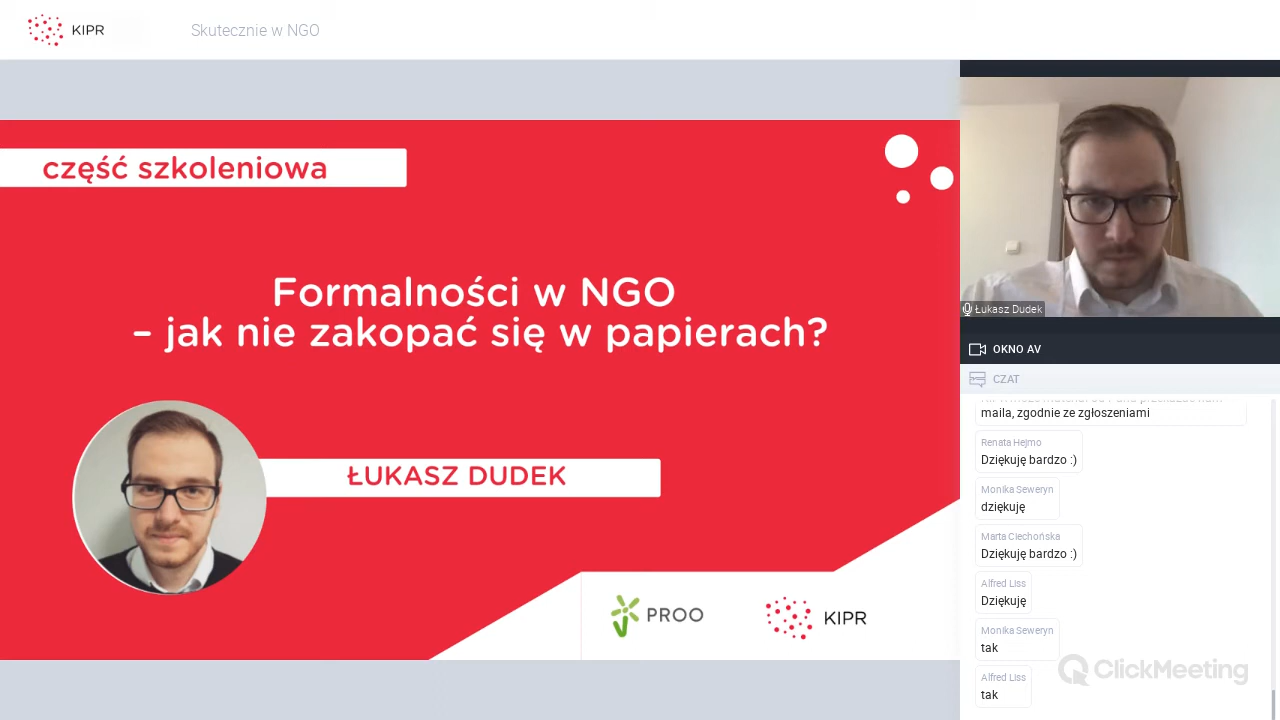 KIPR
Skutecznie w NGO
część szkoleniowa
Formalności w NGO
– jak nie zakopać się w papierach?
ŁUKASZ DUDEK
PROO
KIPR
Łukasz Dudek
OKNO AV
CZAT
maila, zgodnie ze zgłoszeniami
Renata Hejmo
Dziękuję bardzo :)
Monika Seweryn
dziękuję
Marta Ciechońska
Dziękuję bardzo :)
Alfred Liss
Dziękuję
Monika Seweryn
tak
Alfred Liss
tak
ClickMeeting